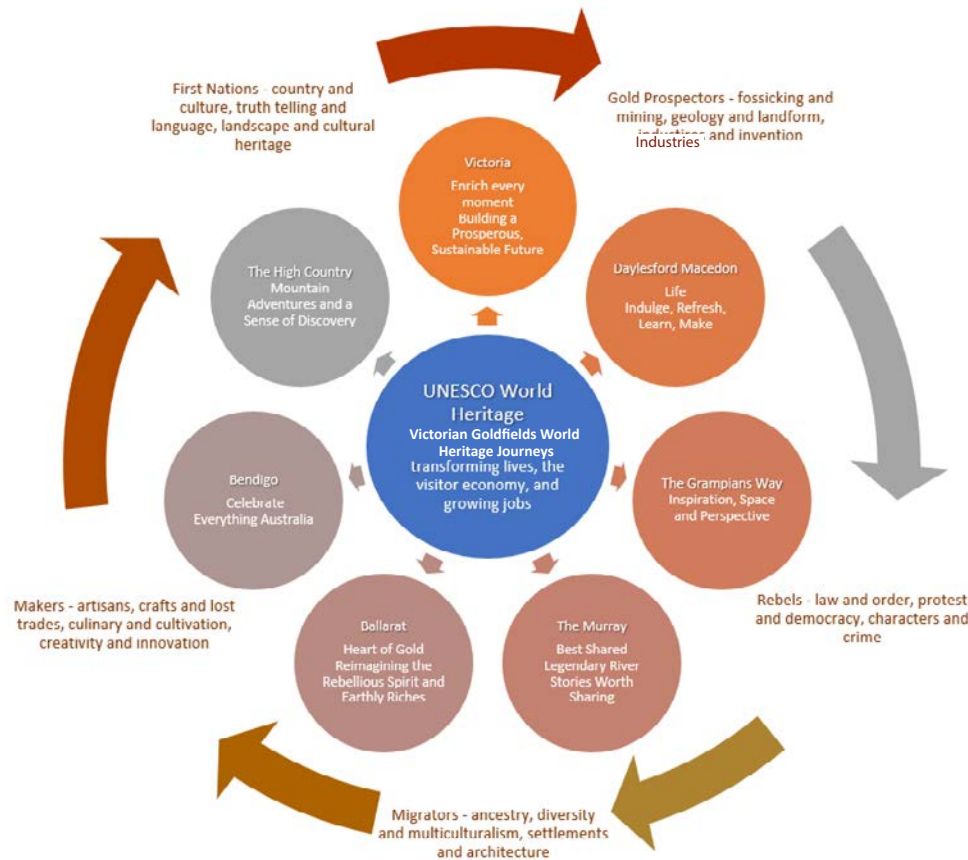 First Nations - country and
culture, truth telling and
language, landscape and cultural
heritage
Gold Prospectors - fossicking and
mining, geology and landform,
industires and invention
Industries
Victoria
Enrich every
moment
Building a
Prosperous,
Sustainable Future
The High Country
Mountain
Adventures and a
Sense of Discovery
Daylesford Macedon
Life
Indulge, Refresh,
Learn, Make
UNESCO World
Heritage
Victorian Goldfields World
Heritage Journeys
transforming lives, the
visitor economy, and
growing jobs
Bendigo
Celebrate
Everything Australia
The Grampians Way
Inspiration, Space
and Perspective
Makers - artisans, crafts and lost
trades, culinary and cultivation,
creativity and innovation
Rebels - law and order, protest
and democracy, characters and
crime
Ballarat
Heart of Gold
Reimagining the
Rebellious Spirit and
Earthly Riches
The Murray
Best Shared
Legendary River
Stories Worth
Sharing
Migrators - ancestry, diversity
and multiculturalism, settlements
and architecture